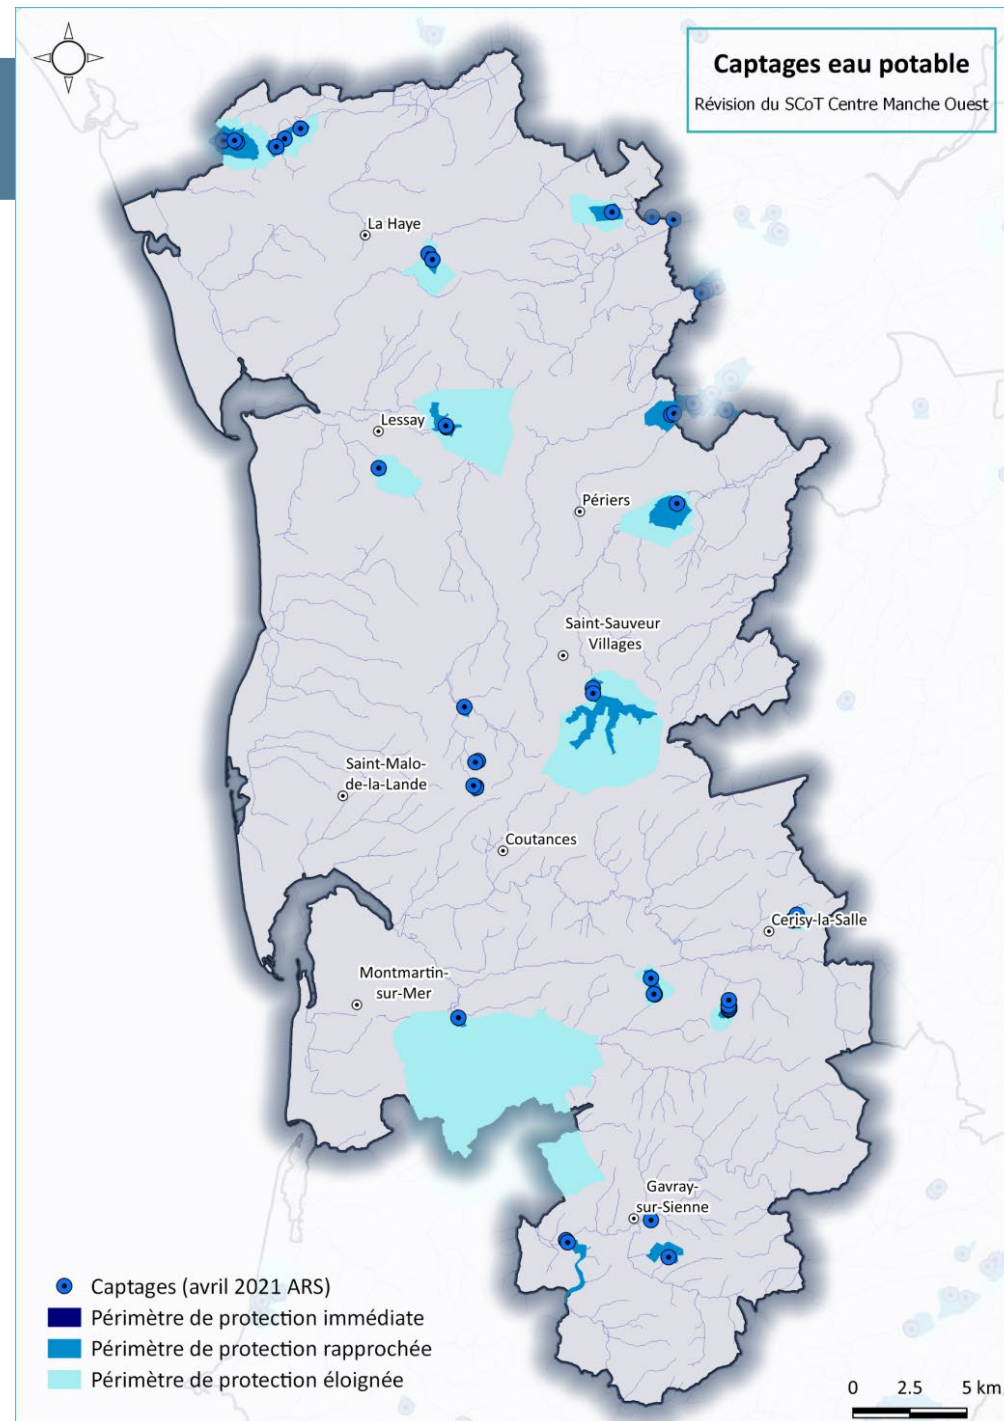 Captages eau potable
Révision du SCoT Centre Manche Ouest
La Haye
Lessay
Périers
Saint-Sauveur
Villages
Saint-Malo-
de-la-Lande
Coutances
Cerisy-la-Salle
Montmartin-
sur-Mer
Gavray-
sur-Sienne
Captages (avril 2021 ARS)
Périmètre de protection immédiate
Périmètre de protection rapprochée
Périmètre de protection éloignée
0 2.5 5 km